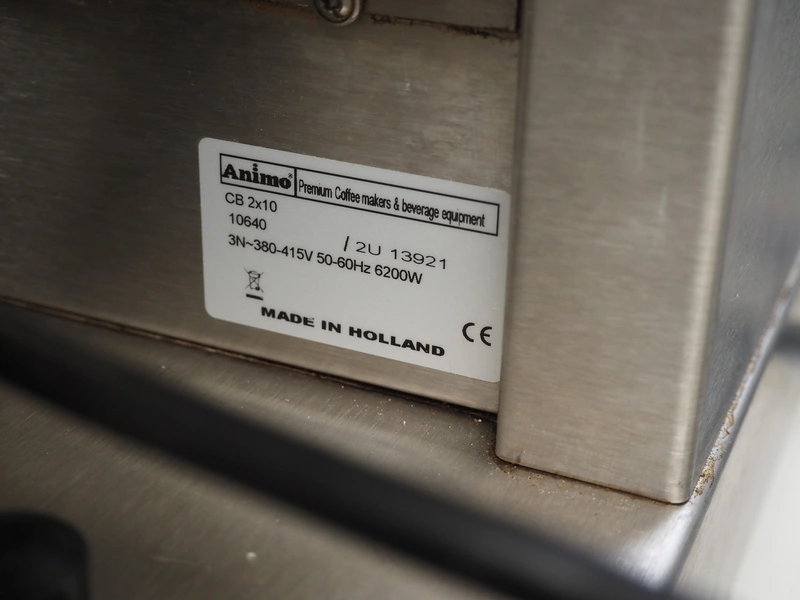 Animo® Premium Coffee makers & beverage equipment
CB 2x10
10640 / 2U 13921
3N~380-415V 50-60Hz 6200W
MADE IN HOLLAND CE